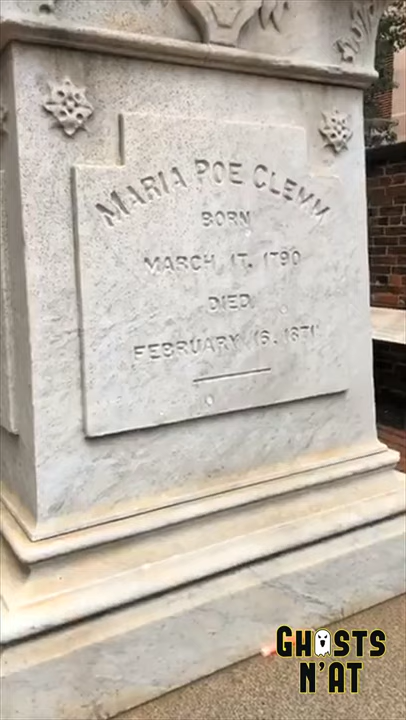 MARIA POE CLEMM
BORN
MARCH, 17. 1790
DIED
FEBRUARY 16. 1871
GHOSTS
N'AT